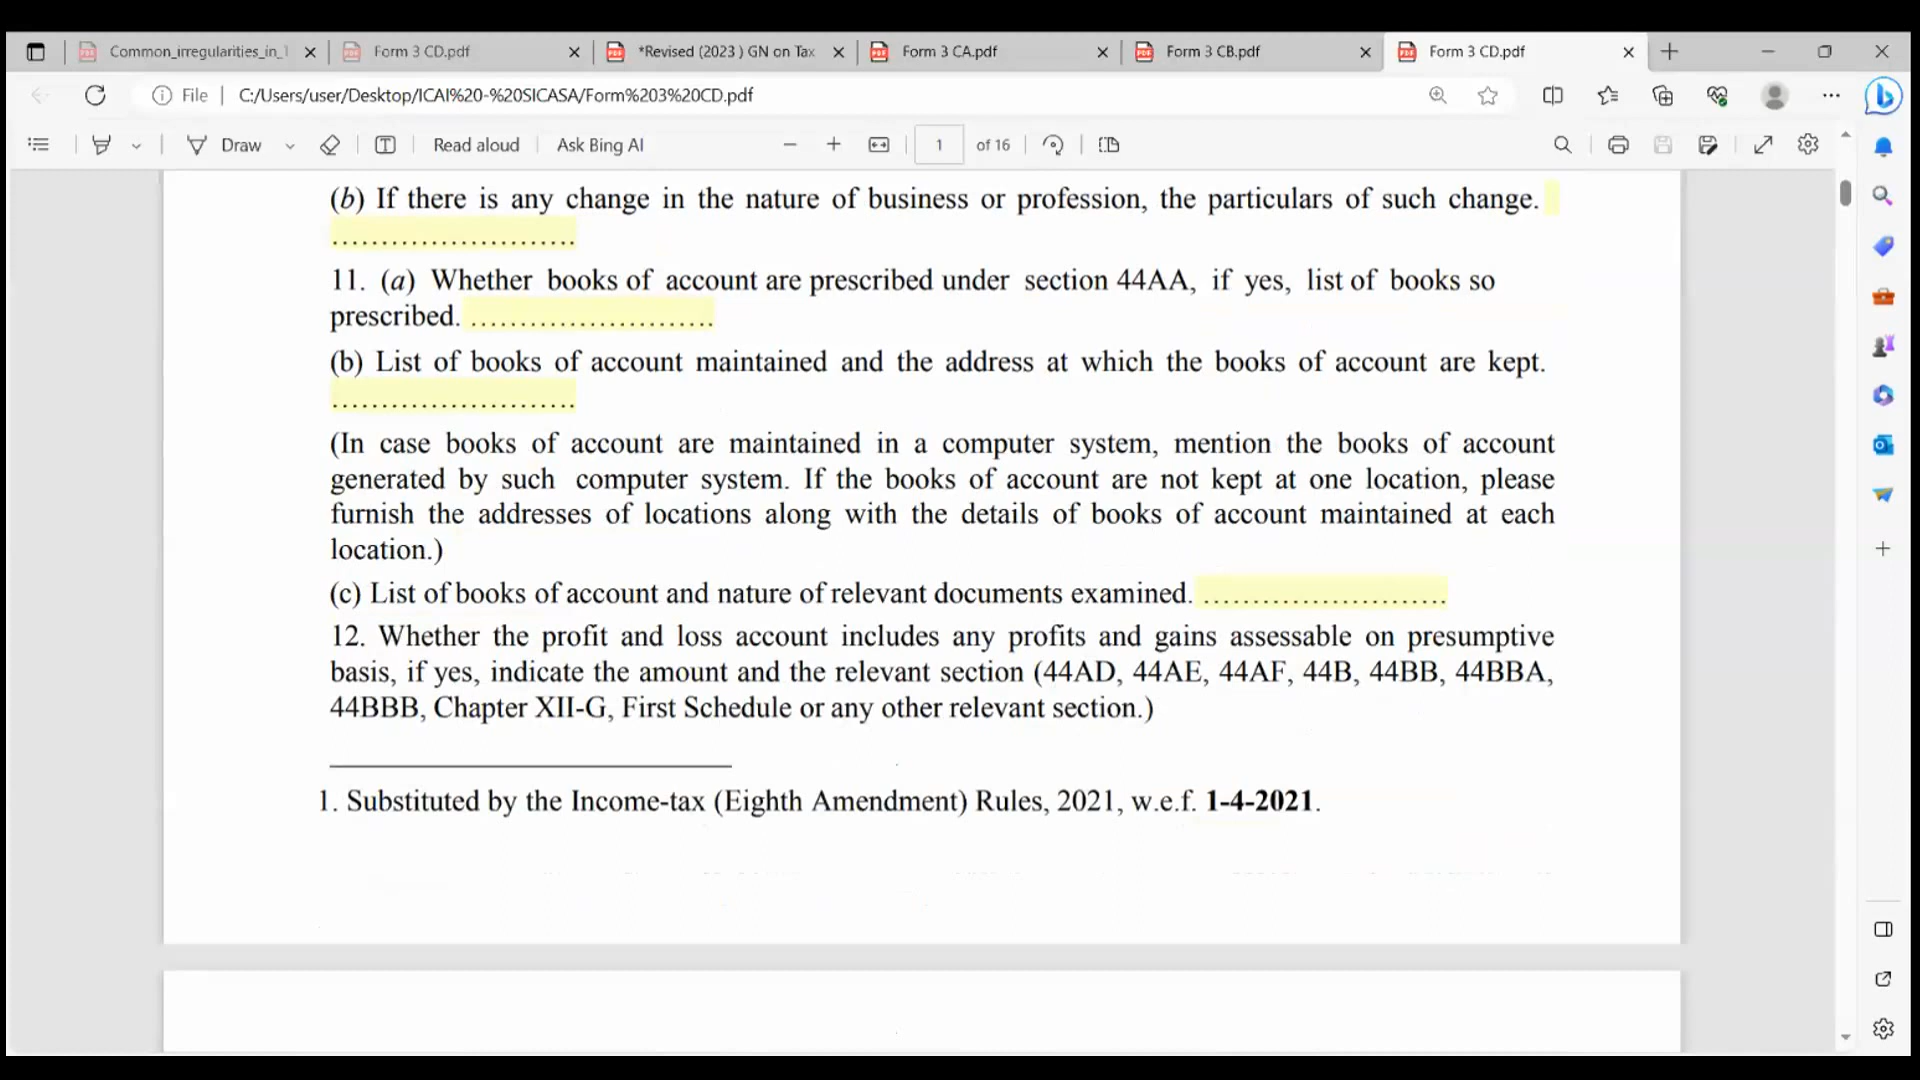 Common_irregularities_in_T
Form 3 CD.pdf
*Revised (2023 ) GN on Tax
Form 3 CA.pdf
Form 3 CB.pdf
Form 3 CD.pdf
File
C:/Users/user/Desktop/ICAI%20-%20SICASA/Form%203%20CD.pdf
Draw
Read aloud
Ask Bing AI
1
of 16
(b) If there is any change in the nature of business or profession, the particulars of such change.
.........................
11. (a) Whether books of account are prescribed under section 44AA, if yes, list of books so
prescribed. .........................
(b) List of books of account maintained and the address at which the books of account are kept.
.........................
(In case books of account are maintained in a computer system, mention the books of account
generated by such computer system. If the books of account are not kept at one location, please
furnish the addresses of locations along with the details of books of account maintained at each
location.)
(c) List of books of account and nature of relevant documents examined. .........................
12. Whether the profit and loss account includes any profits and gains assessable on presumptive
basis, if yes, indicate the amount and the relevant section (44AD, 44AE, 44AF, 44B, 44BB, 44BBA,
44BBB, Chapter XII-G, First Schedule or any other relevant section.)
1. Substituted by the Income-tax (Eighth Amendment) Rules, 2021, w.e.f. 1-4-2021.